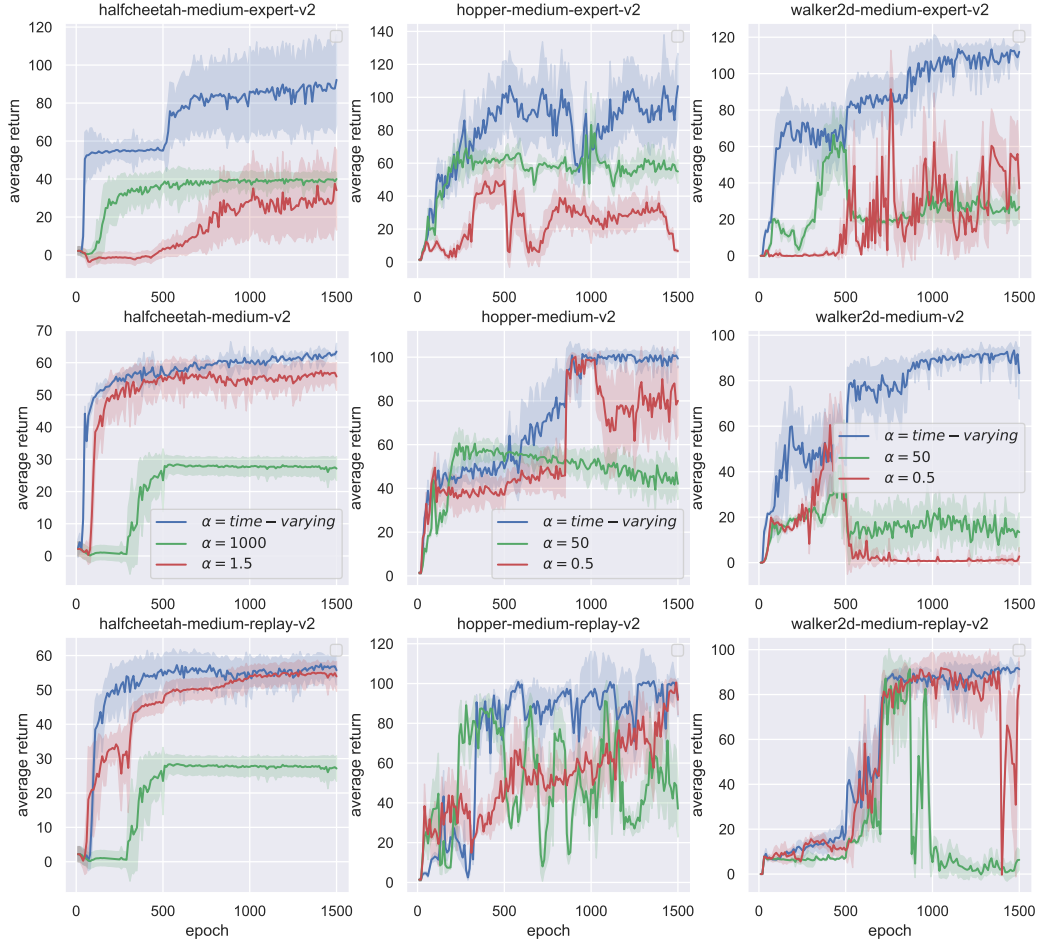 halfcheetah-medium-expert-v2
hopper-medium-expert-v2
walker2d-medium-expert-v2
average return
120
100
80
60
40
20
0
0 500 1000 1500
average return
140
120
100
80
60
40
20
0
0 500 1000 1500
average return
120
100
80
60
40
20
0
0 500 1000 1500
halfcheetah-medium-v2
hopper-medium-v2
walker2d-medium-v2
average return
70
60
50
40
30
20
10
0
α = time − varying
α = 1000
α = 1.5
0 500 1000 1500
average return
100
80
60
40
20
0
α = time − varying
α = 50
α = 0.5
0 500 1000 1500
average return
100
80
60
40
20
0
α = time − varying
α = 50
α = 0.5
0 500 1000 1500
halfcheetah-medium-replay-v2
hopper-medium-replay-v2
walker2d-medium-replay-v2
average return
60
50
40
30
20
10
0
0 500 1000 1500
epoch
average return
120
100
80
60
40
20
0
0 500 1000 1500
epoch
average return
100
80
60
40
20
0
0 500 1000 1500
epoch